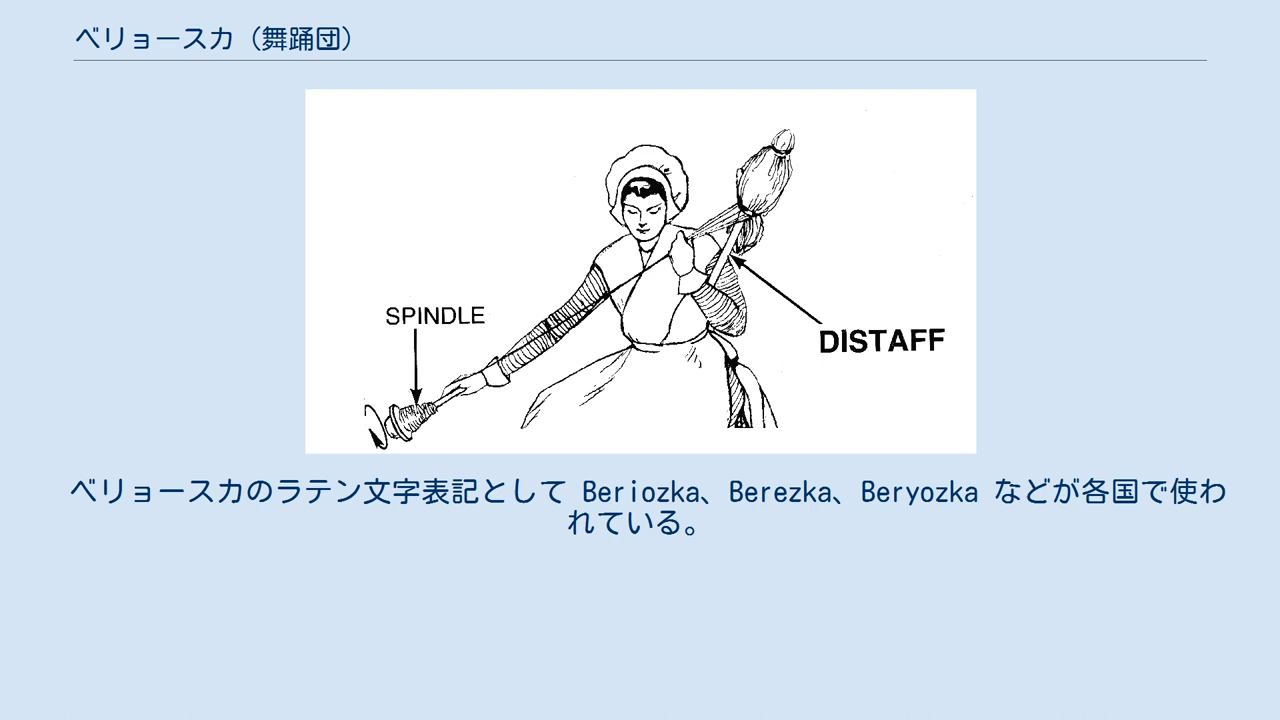 ベリョースカ（舞踊団）
SPINDLE
DISTAFF
ベリョースカのラテン文字表記として Beriozka、Berezka、Beryozka などが各国で使わ
れている。